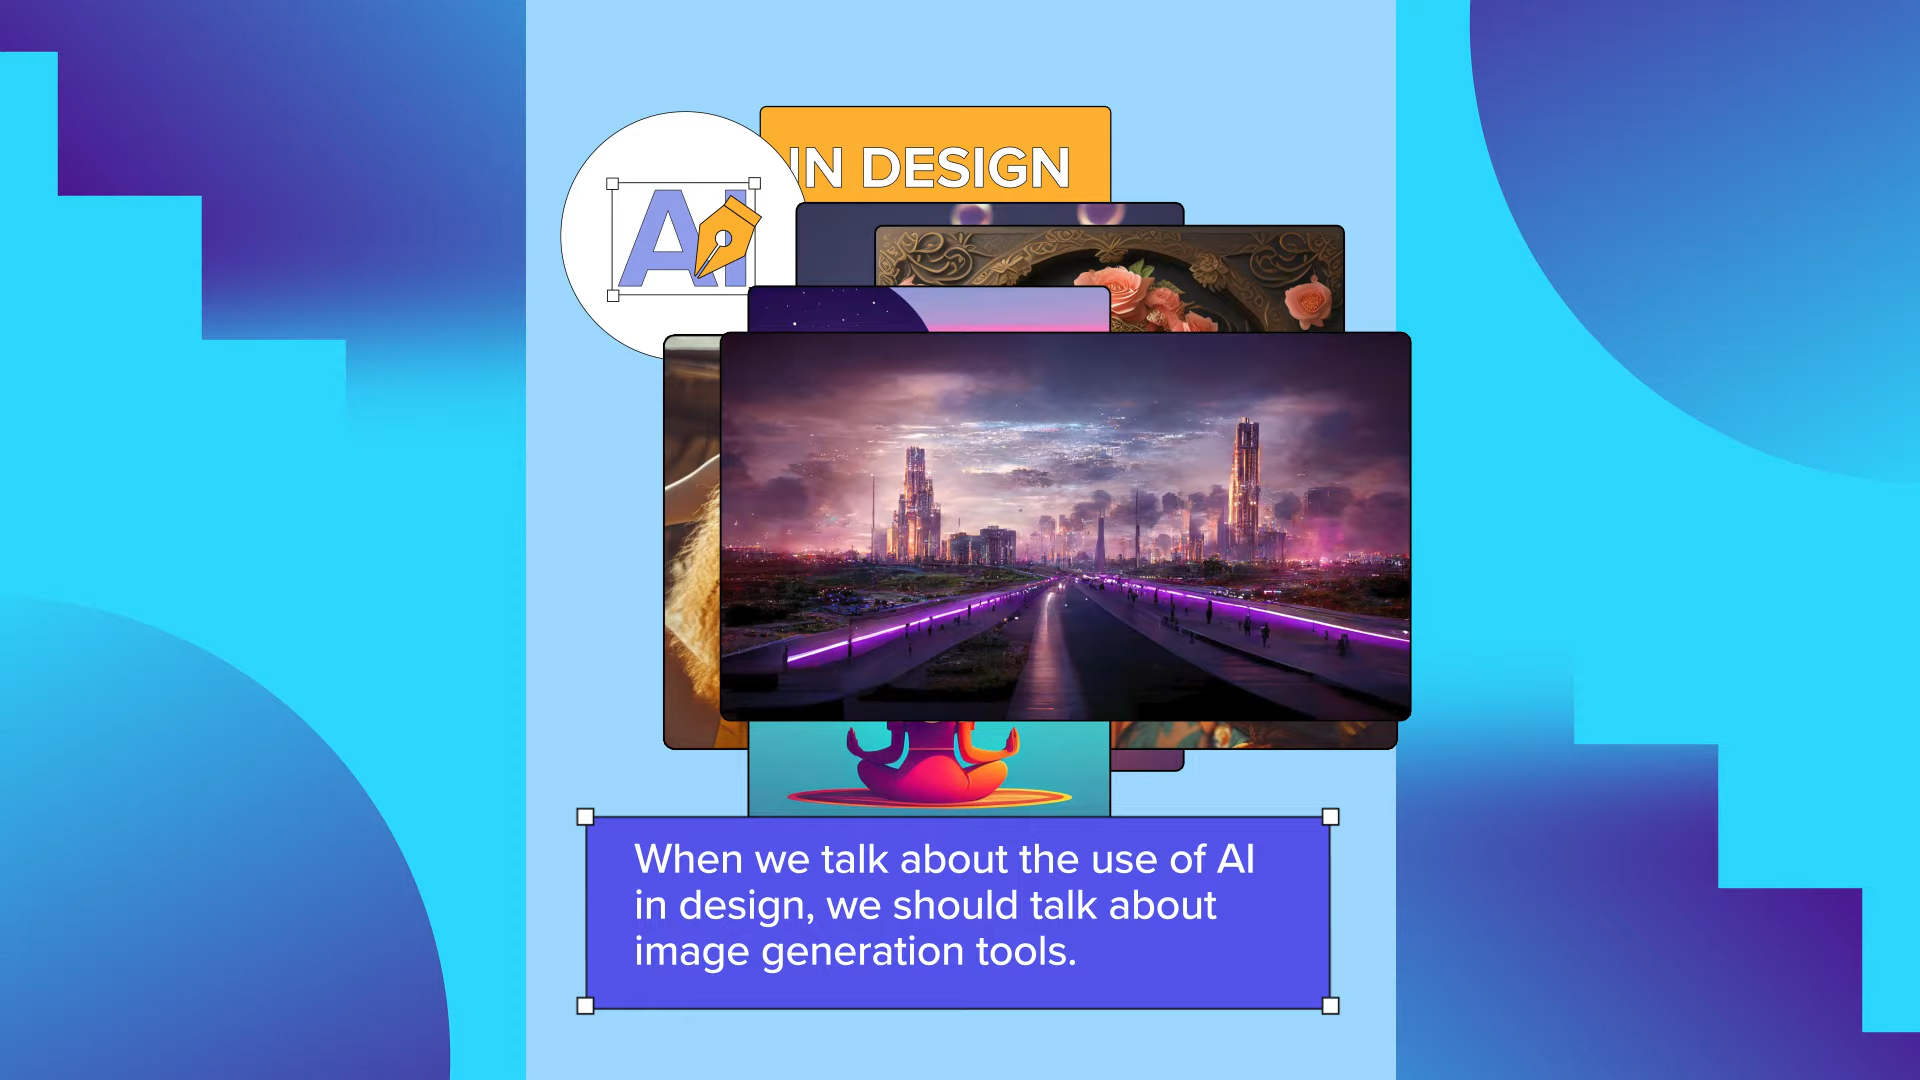 AI
IN DESIGN
When we talk about the use of AI
in design, we should talk about
image generation tools.